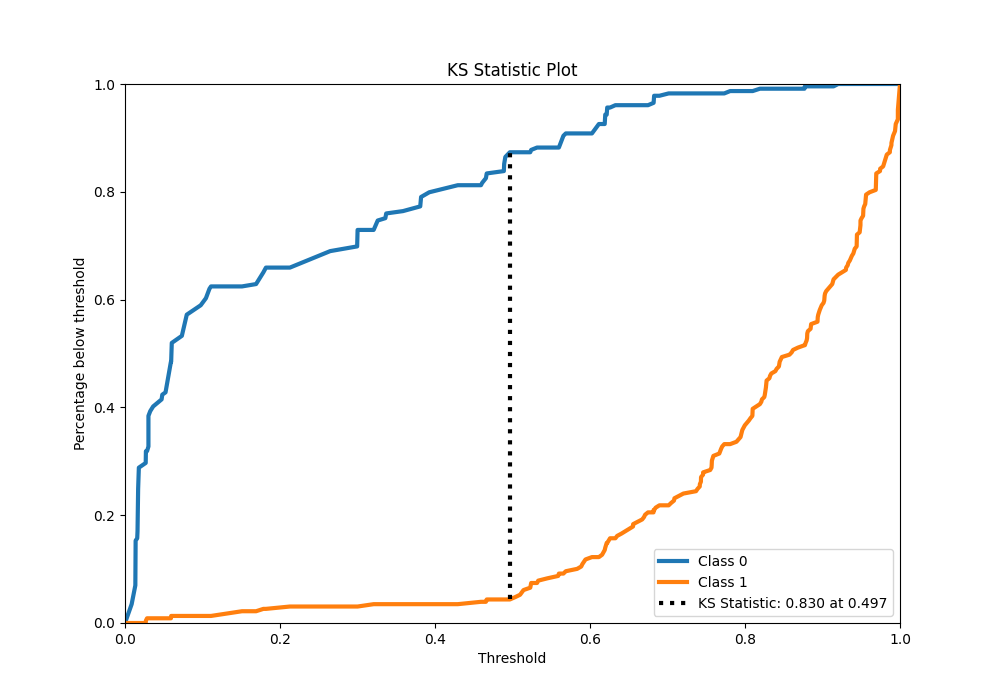 KS Statistic Plot
1.0
0.8
0.6
0.4
0.2
0.0
Percentage below threshold
0.0 0.2 0.4 0.6 0.8 1.0
Threshold
Class 0
Class 1
KS Statistic: 0.830 at 0.497